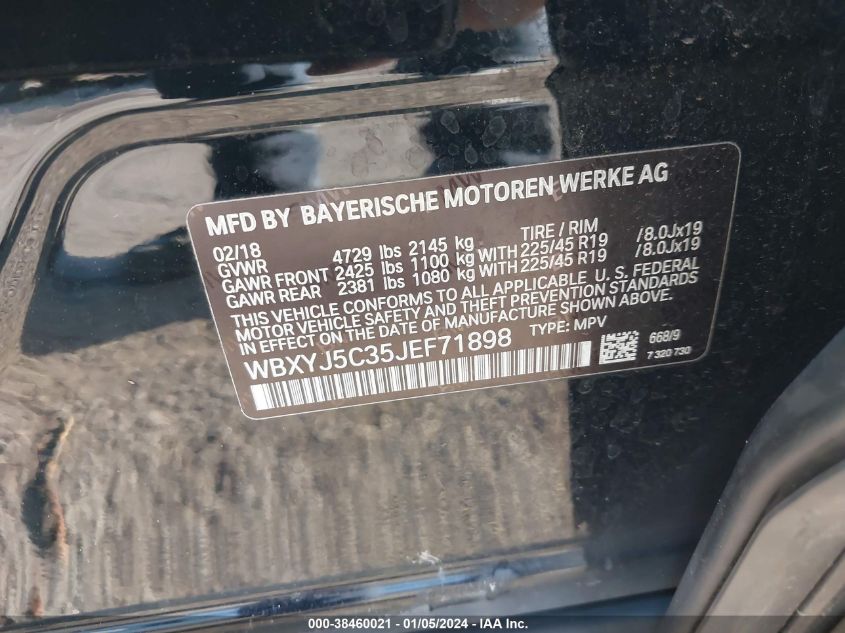 MFD BY BAYERISCHE MOTOREN WERKE AG
02/18 TIRE / RIM
GVWR 4729 lbs 2145 kg
GAWR FRONT 2425 lbs 1100 kg WITH 225/45 R19 /8.0Jx19
GAWR REAR 2381 lbs 1080 kg WITH 225/45 R19 /8.0Jx19
THIS VEHICLE CONFORMS TO ALL APPLICABLE U. S. FEDERAL
MOTOR VEHICLE SAFETY AND THEFT PREVENTION STANDARDS
IN EFFECT ON DATE OF MANUFACTURE SHOWN ABOVE.
WBXYJ5C35JEF71898 TYPE: MPV
668/9
7 320 730
000-38460021 - 01/05/2024 - IAA Inc.